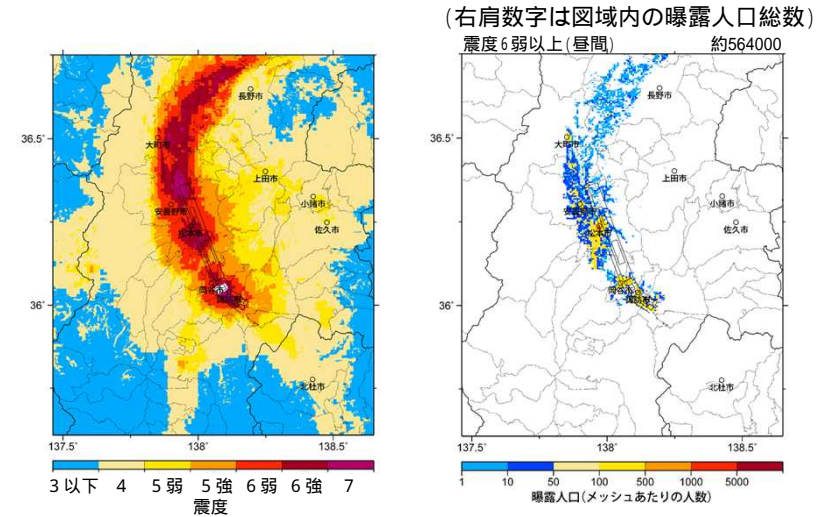 (右肩数字は図域内の曝露人口総数)
震度6弱以上(昼間) 約564000
長野市
大町市
上田市
安曇野市
小諸市
松本市
佐久市
岡谷市
諏訪市
北杜市
36.5°
36°
137.5°
138°
138.5°
3以下 4 5弱 5強 6弱 6強 7
震度
長野市
大町市
上田市
安曇野市
小諸市
松本市
佐久市
岡谷市
諏訪市
北杜市
36.5°
36°
137.5°
138°
138.5°
1 10 50 100 500 1000 5000
曝露人口(メッシュあたりの人数)